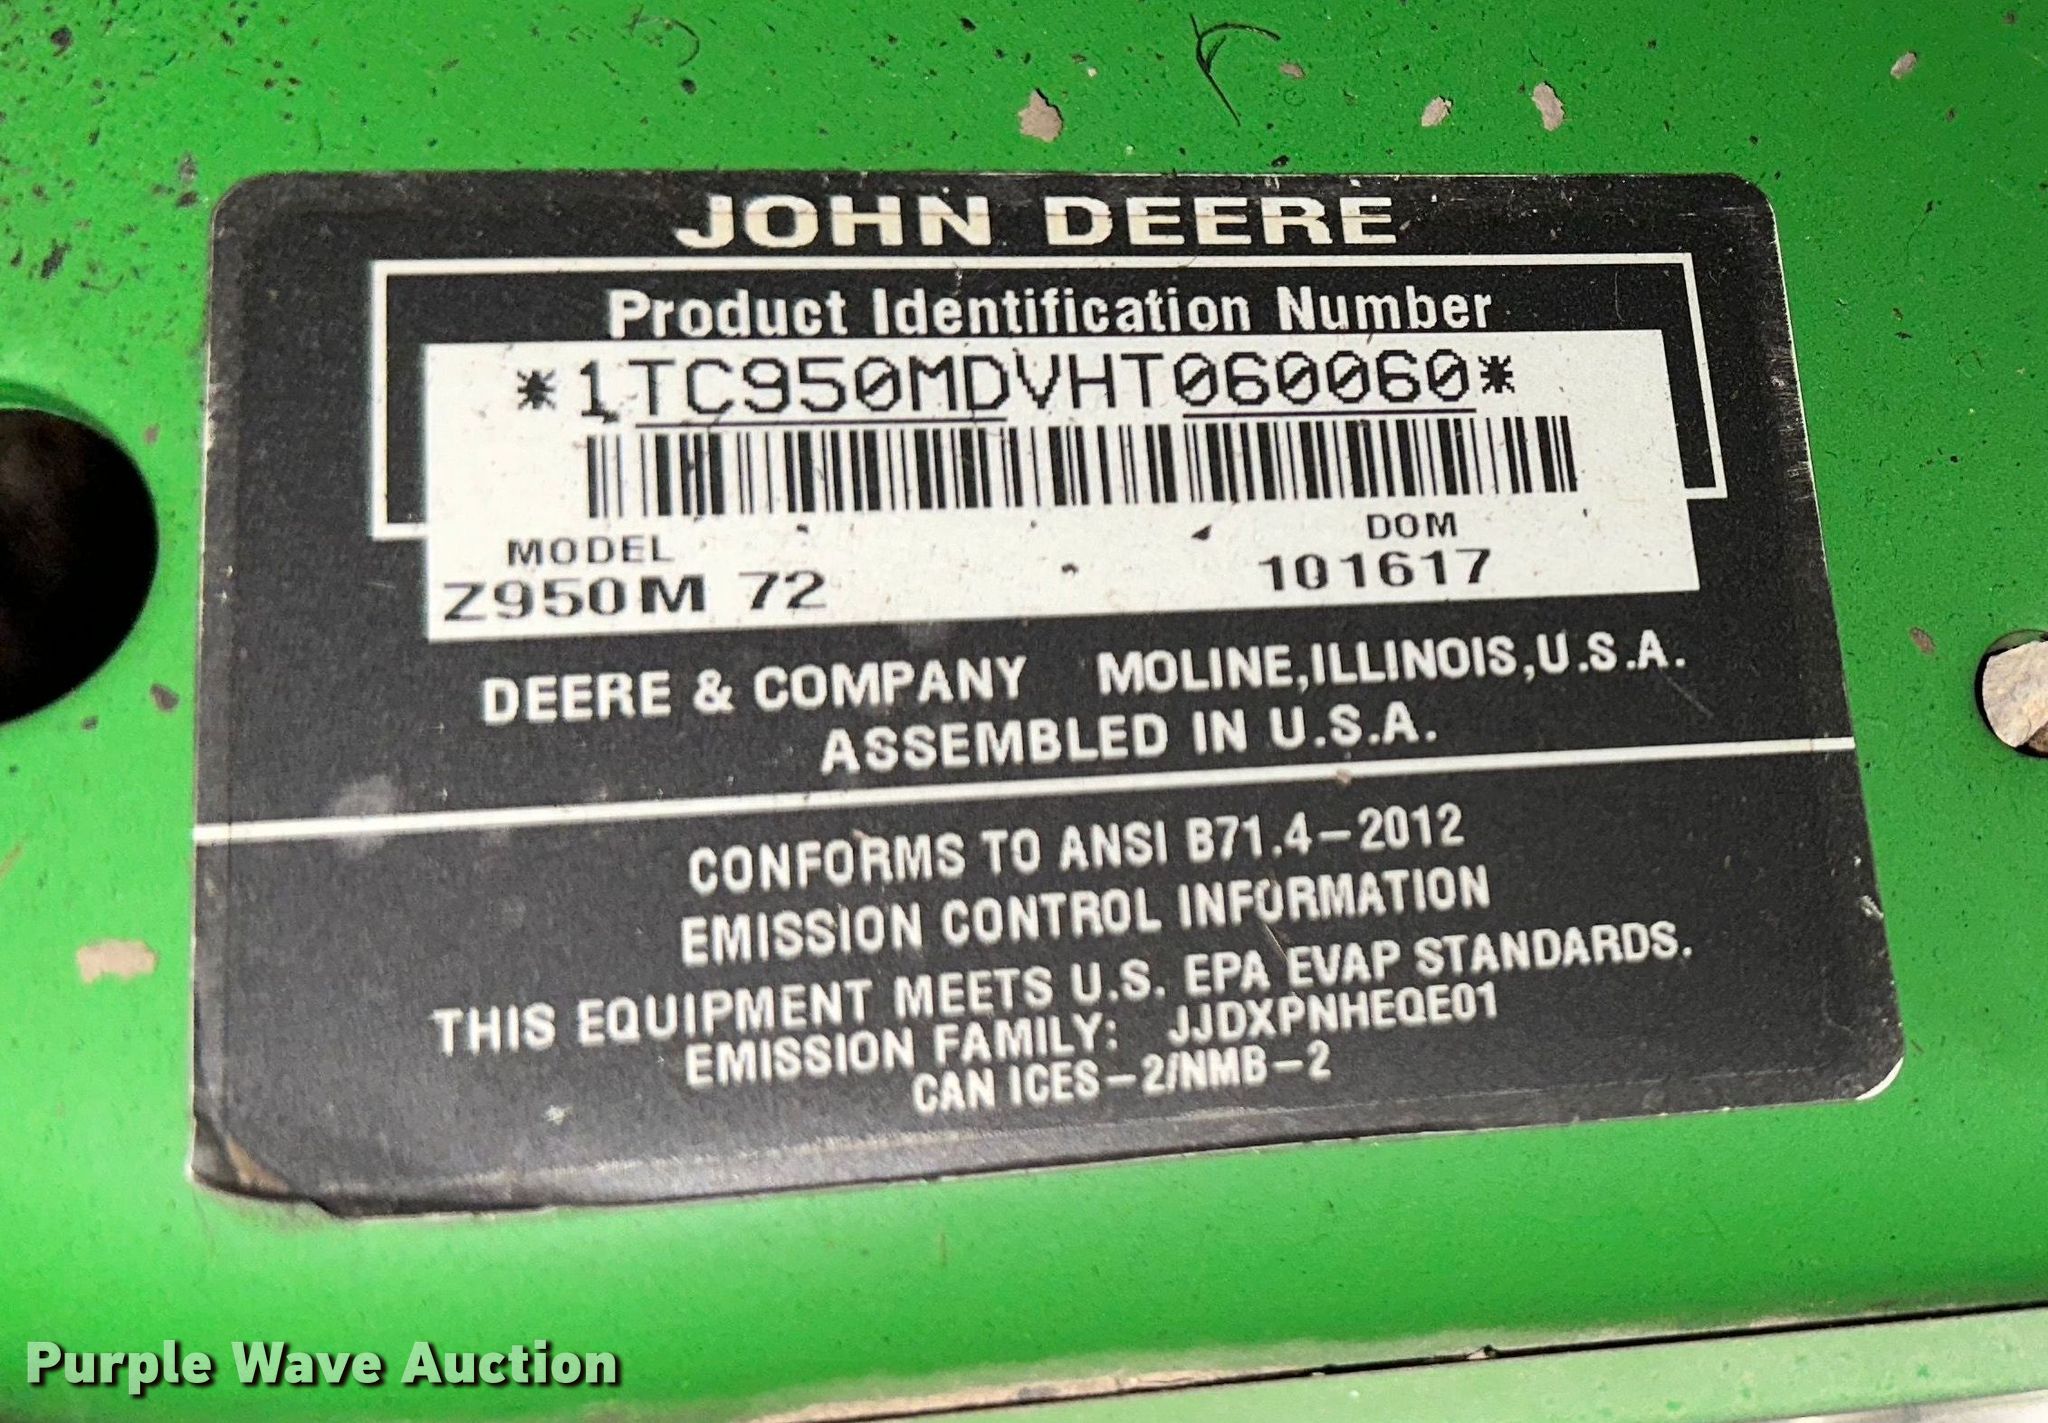 JOHN DEERE
Product Identification Number
*1TC950MDVHT060060*
MODEL
DOM
Z950M 72
101617
DEERE & COMPANY MOLINE,ILLINOIS,U.S.A.
ASSEMBLED IN U.S.A.
CONFORMS TO ANSI B71.4-2012
EMISSION CONTROL INFORMATION
THIS EQUIPMENT MEETS U.S. EPA EVAP STANDARDS.
EMISSION FAMILY: JJDXPNHEQE01
CAN ICES-2/NMB-2
Purple Wave Auction